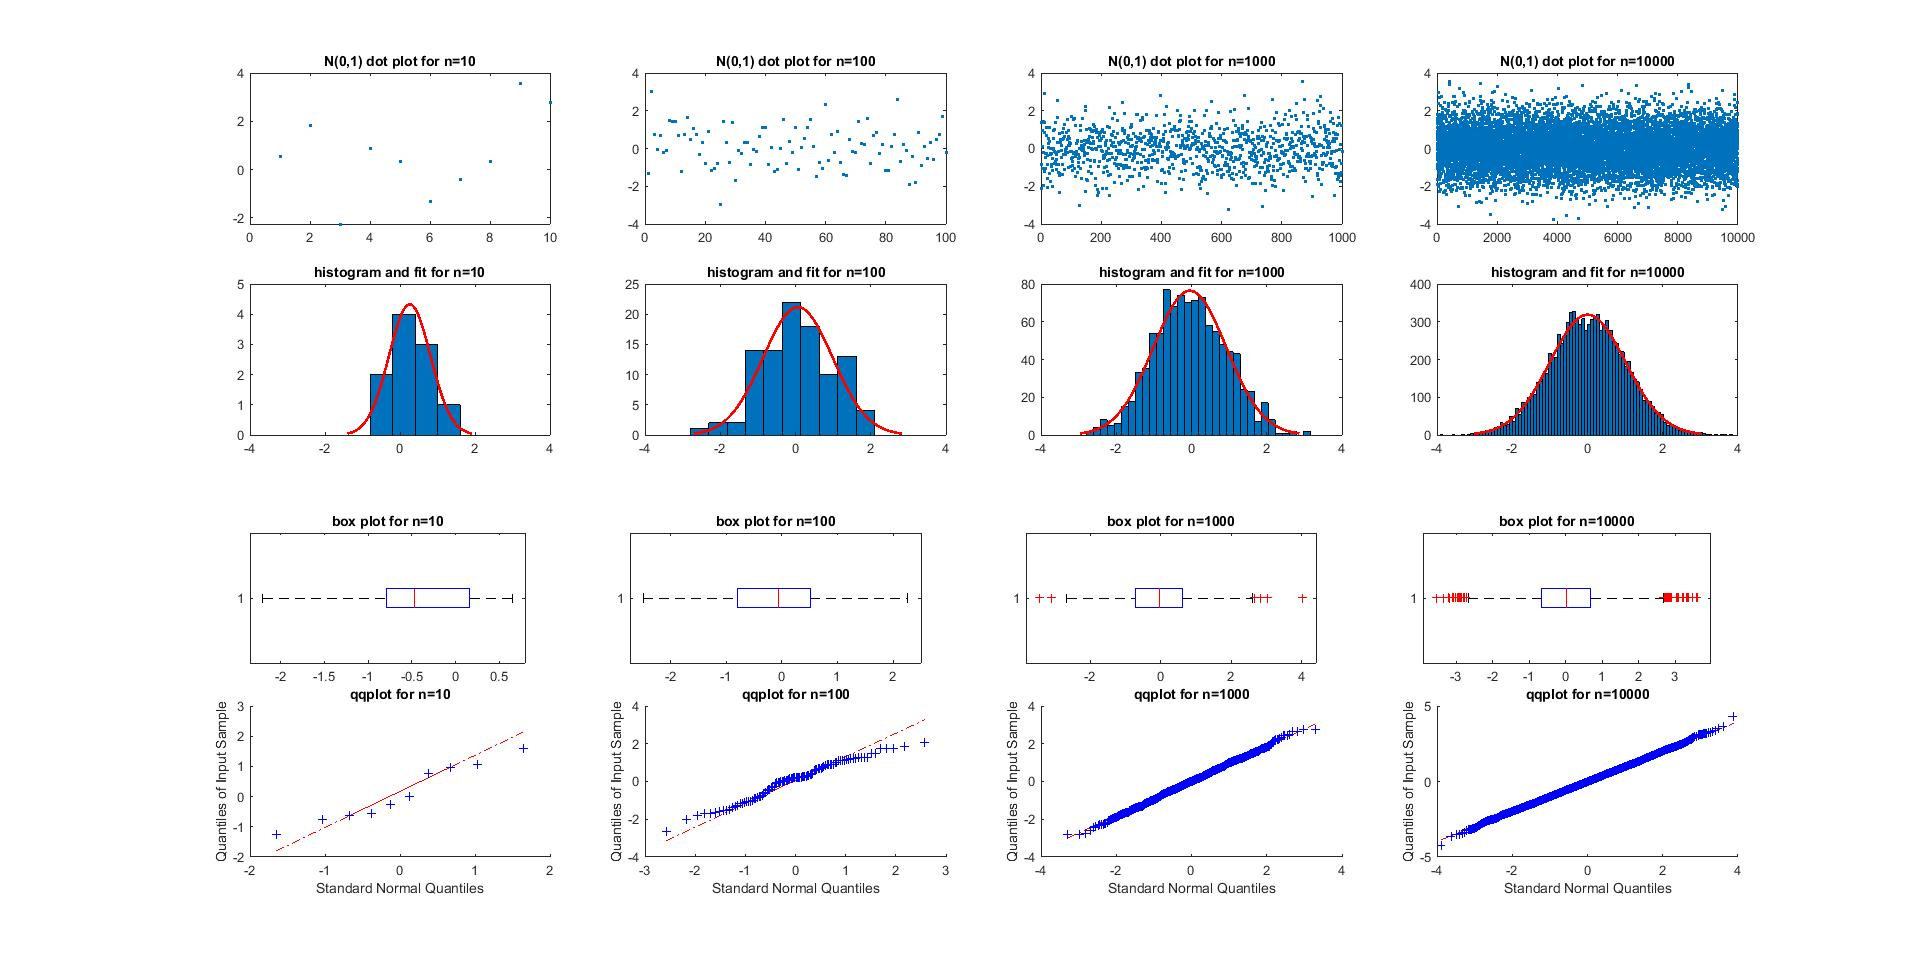 N(0,1) dot plot for n=10
4
2
0
-2
0 2 4 6 8 10
N(0,1) dot plot for n=100
4
2
0
-2
-4
0 20 40 60 80 100
N(0,1) dot plot for n=1000
4
2
0
-2
-4
0 200 400 600 800 1000
N(0,1) dot plot for n=10000
4
2
0
-2
-4
0 2000 4000 6000 8000 10000
histogram and fit for n=10
5
4
3
2
1
0
-4 -2 0 2 4
histogram and fit for n=100
25
20
15
10
5
0
-4 -2 0 2 4
histogram and fit for n=1000
80
60
40
20
0
-4 -2 0 2 4
histogram and fit for n=10000
400
300
200
100
0
-4 -2 0 2 4
box plot for n=10
1
-2 -1.5 -1 -0.5 0 0.5
box plot for n=100
1
-2 -1 0 1 2
box plot for n=1000
1
-2 0 2 4
box plot for n=10000
1
-3 -2 -1 0 1 2 3
qqplot for n=10
Quantiles of Input Sample
3
2
1
0
-1
-2
-2 -1 0 1 2
Standard Normal Quantiles
qqplot for n=100
Quantiles of Input Sample
4
2
0
-2
-4
-3 -2 -1 0 1 2 3
Standard Normal Quantiles
qqplot for n=1000
Quantiles of Input Sample
4
2
0
-2
-4
-4 -2 0 2 4
Standard Normal Quantiles
qqplot for n=10000
Quantiles of Input Sample
5
0
-5
-4 -2 0 2 4
Standard Normal Quantiles